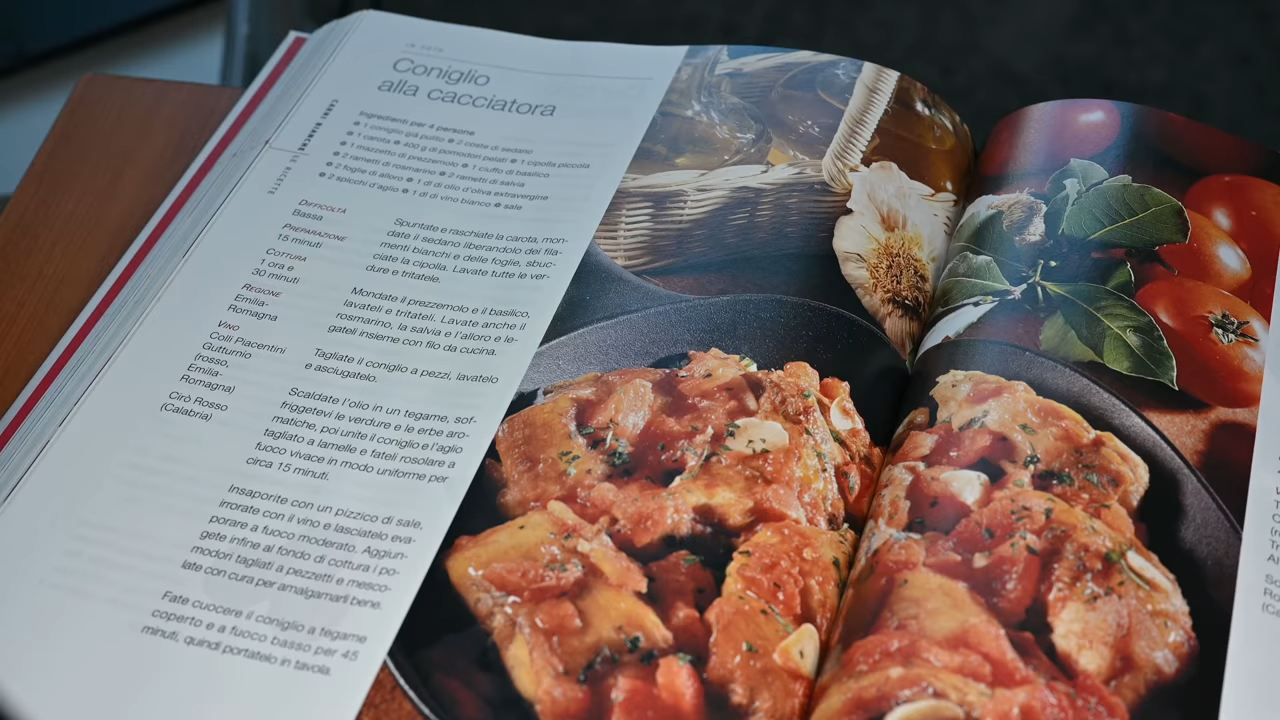 Coniglio
alla cacciatora
Ingredienti per 4 persone
● 1 coniglio già pulito ● 2 coste di sedano
● 1 carota ● 400 g di pomodori pelati ● 1 cipolla piccola
● 1 mazzetto di prezzemolo ● 1 ciuffo di basilico
● 2 rametti di rosmarino ● 2 rametti di salvia
● 2 foglie di alloro ● 1 dl di olio d'oliva extravergine
● 2 spicchi d'aglio ● 1 dl di vino bianco ● sale
CARNI BIANCHE LE RICETTE
DIFFICOLTÀ
Bassa
PREPARAZIONE
15 minuti
COTTURA
1 ora e
30 minuti
REGIONE
Emilia-
Romagna
VINO
Colli Piacentini
Gutturnio
(rosso,
Emilia-
Romagna)
Cirò Rosso
(Calabria)
Spuntate e raschiate la carota, mon-
date il sedano liberandolo dei fila-
menti bianchi e delle foglie, sbuc-
ciate la cipolla. Lavate tutte le ver-
dure e tritatele.
Mondate il prezzemolo e il basilico,
lavateli e tritateli. Lavate anche il
rosmarino, la salvia e l'alloro e le-
gateli insieme con filo da cucina.
Tagliate il coniglio a pezzi, lavatelo
e asciugatelo.
Scaldate l'olio in un tegame, sof-
friggetevi le verdure e le erbe aro-
matiche, poi unite il coniglio e l'aglio
tagliato a lamelle e fateli rosolare a
fuoco vivace in modo uniforme per
circa 15 minuti.
Insaporite con un pizzico di sale,
irrorate con il vino e lasciatelo eva-
porare a fuoco moderato. Aggiun-
gete infine al fondo di cottura i po-
modori tagliati a pezzetti e mesco-
late con cura per amalgamarli bene.
Fate cuocere il coniglio a tegame
coperto e a fuoco basso per 45
minuti, quindi portatelo in tavola.